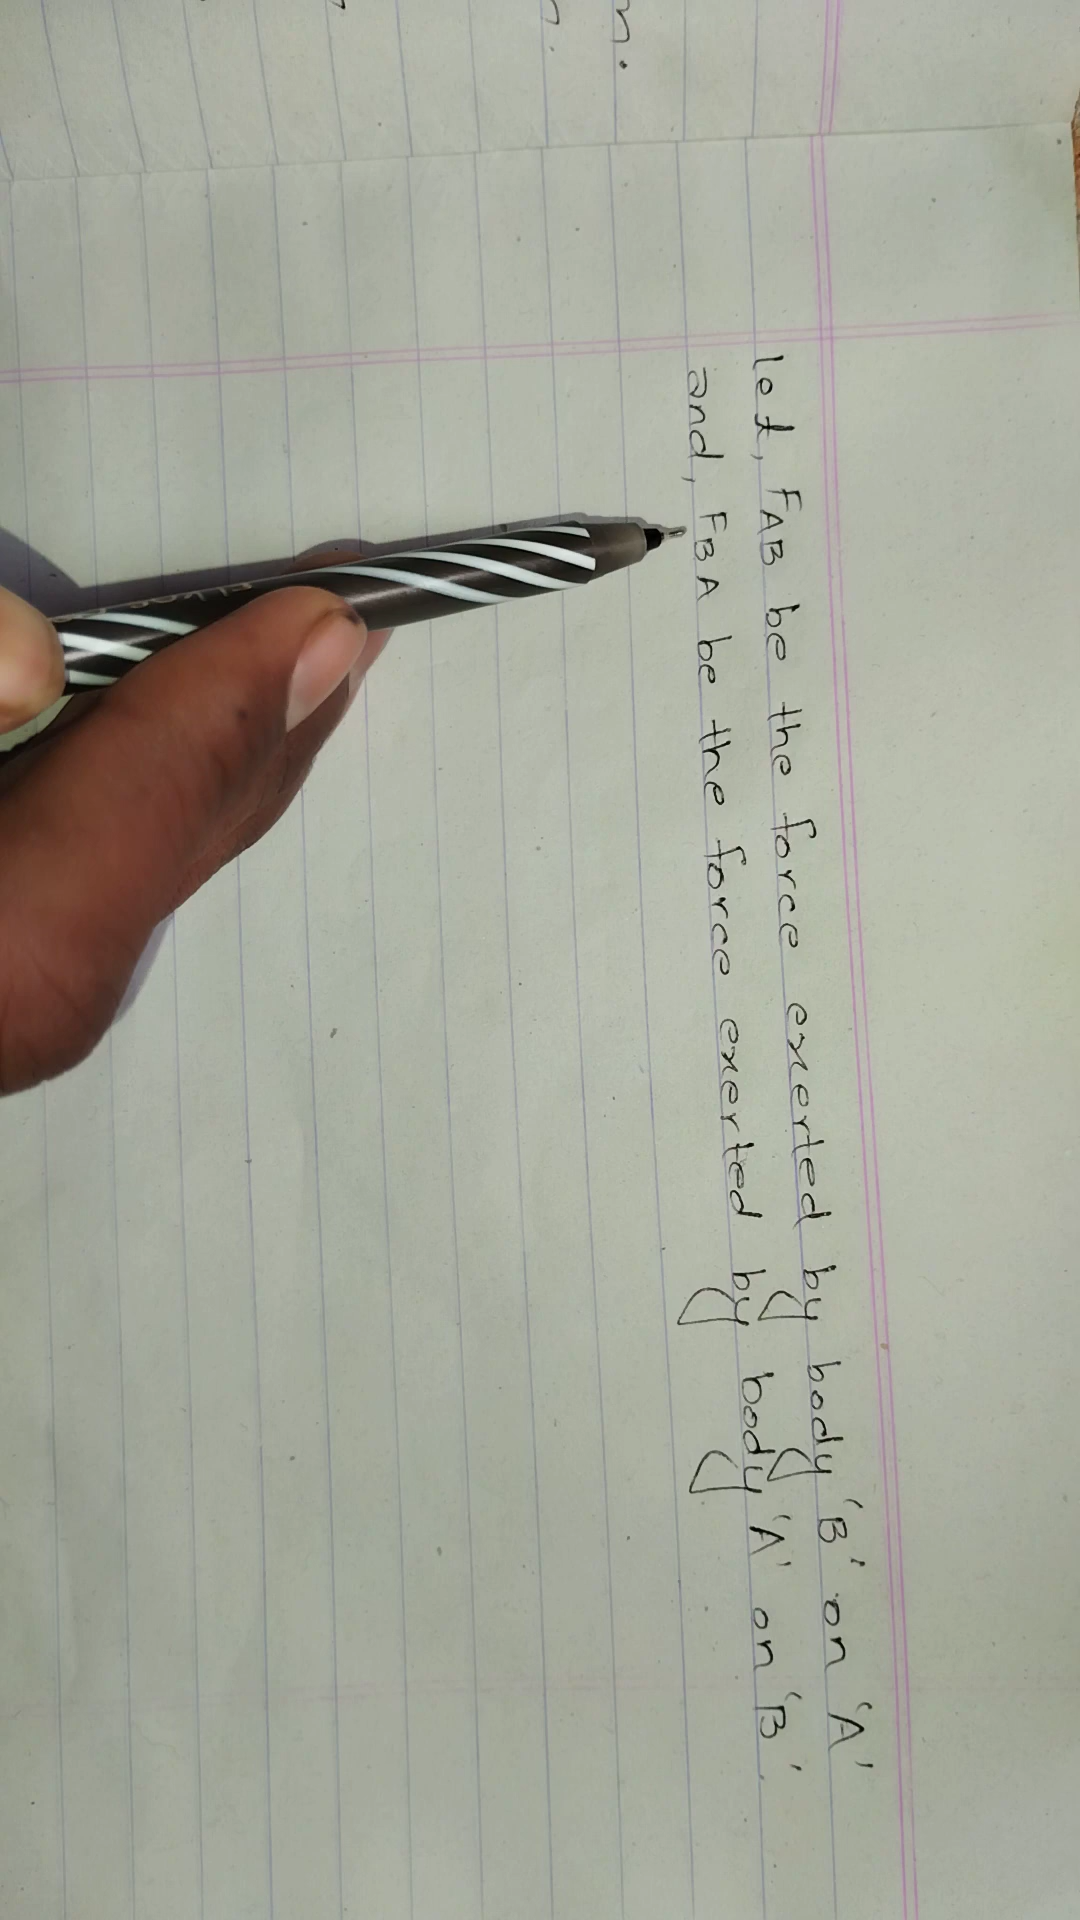 let, FAB be the force exerted by body 'B' on 'A'
and, FBA be the force exerted by body 'A' on 'B'.